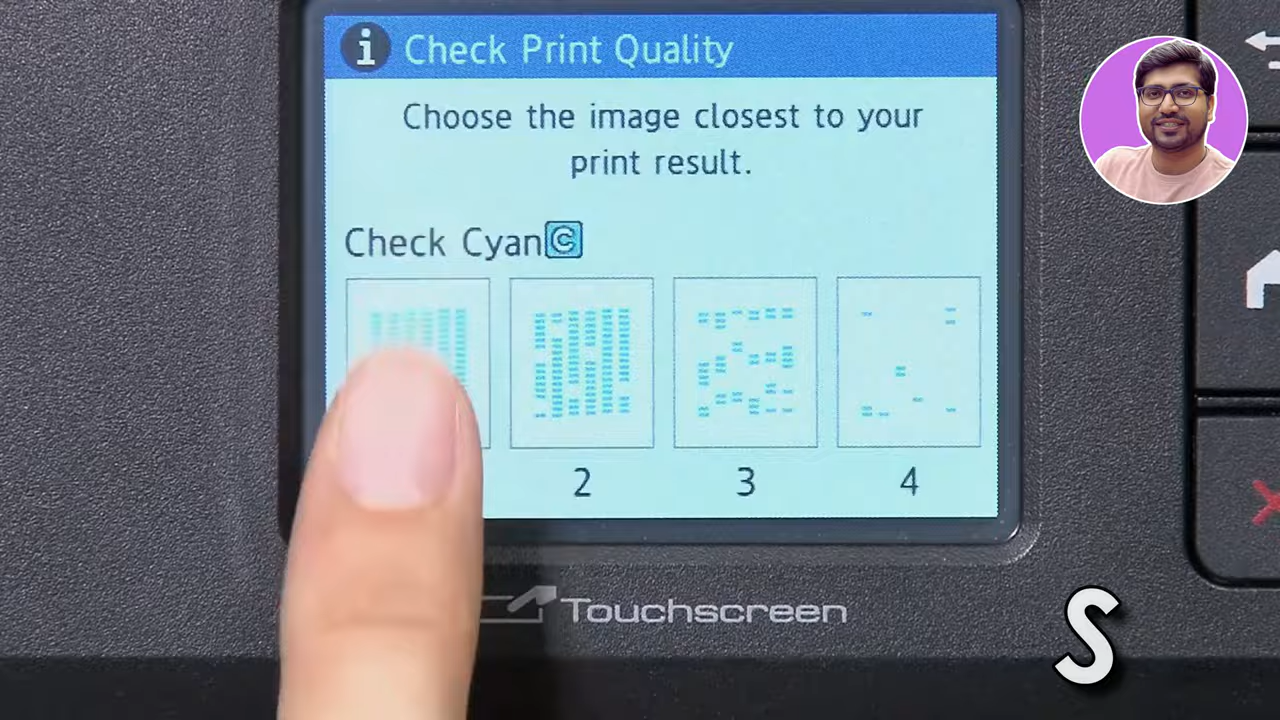 i Check Print Quality
Choose the image closest to your
print result.
Check Cyan C
2 3 4
Touchscreen
S